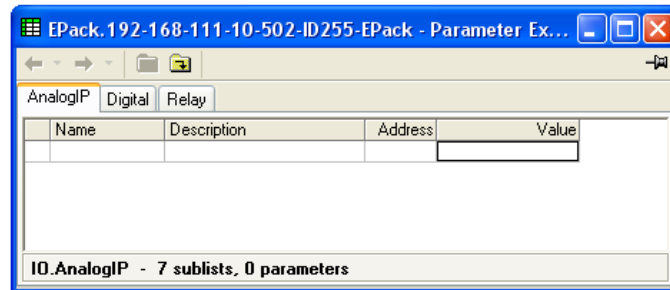 EPack.192-168-111-10-502-ID255-EPack - Parameter Ex...
AnalogIP Digital Relay
Name Description Address Value
IO.AnalogIP - 7 sublists, 0 parameters